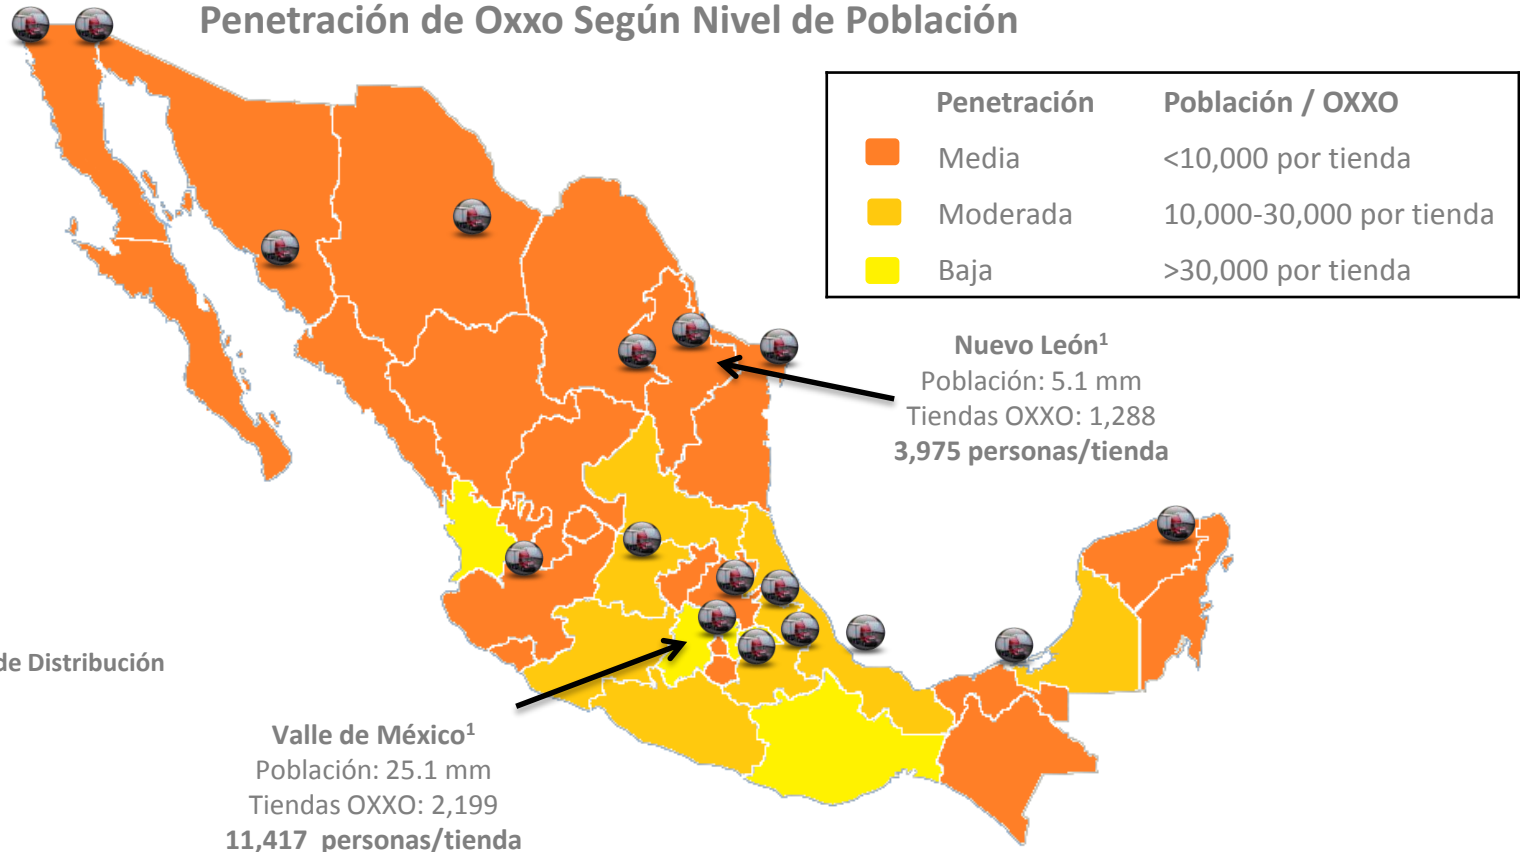 Penetración de Oxxo Según Nivel de Población
Penetración Población / OXXO
Media <10,000 por tienda
Moderada 10,000-30,000 por tienda
Baja >30,000 por tienda
Nuevo León¹
Población: 5.1 mm
Tiendas OXXO: 1,288
3,975 personas/tienda
de Distribución
Valle de México¹
Población: 25.1 mm
Tiendas OXXO: 2,199
11,417 personas/tienda